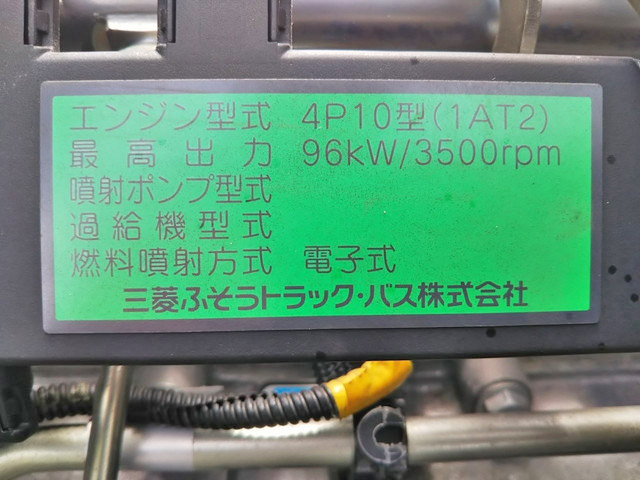 エンジン型式 4P10型(1AT2)
最高出力 96kW/3500rpm
噴射ポンプ型式
過給機型式
燃料噴射方式 電子式
三菱ふそうトラック・バス株式会社